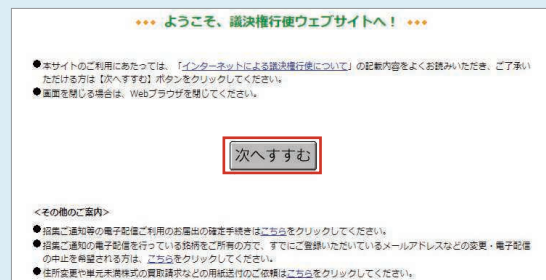 ようこそ、議決権行使ウェブサイトへ！
●本サイトのご利用にあたっては、「インターネットによる議決権行使について」の記載内容をよくお読みいただき、ご了承い
ただける方は【次へすすむ】ボタンをクリックしてください。
●画面を閉じる場合は、Webブラウザを閉じてください。
次へすすむ
<その他のご案内>
●招集ご通知等の電子配信ご利用のお届出の確定手続きはこちらをクリックしてください。
●招集ご通知の電子配信を行っている銘柄をご所有の方で、すでにご登録いただいているメールアドレスなどの変更・電子配信
の中止を希望される方は、こちらをクリックしてください。
●住所変更や単元未満株式の買取請求などの用紙送付のご依頼はこちらをクリックしてください。